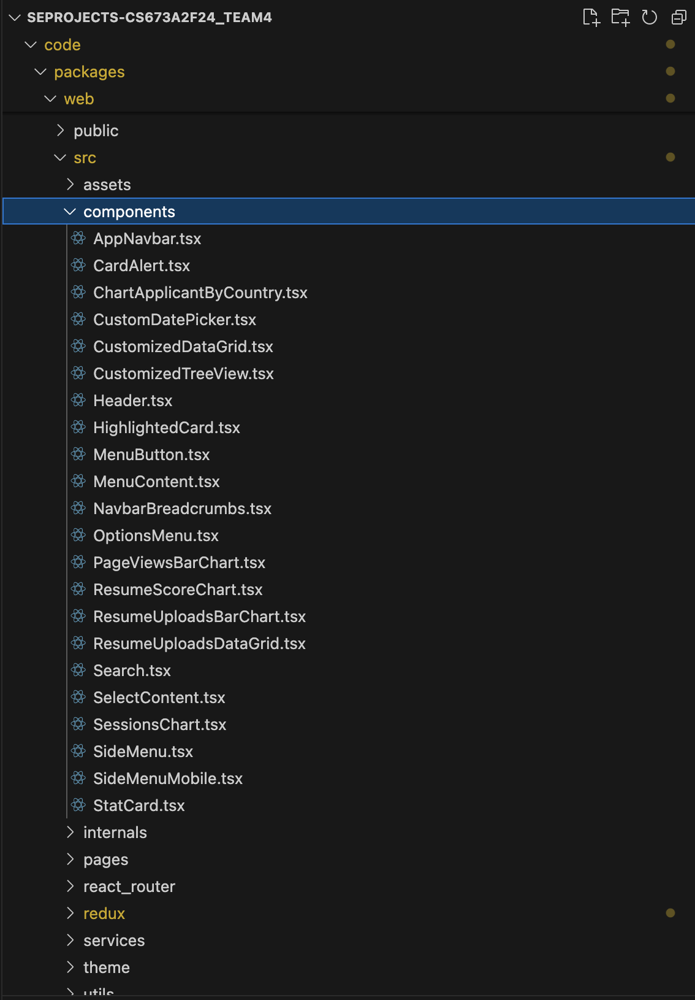 SEPROJECTS-CS673A2F24_TEAM4
code
packages
web
public
src
assets
components
AppNavbar.tsx
CardAlert.tsx
ChartApplicantByCountry.tsx
CustomDatePicker.tsx
CustomizedDataGrid.tsx
CustomizedTreeView.tsx
Header.tsx
HighlightedCard.tsx
MenuButton.tsx
MenuContent.tsx
NavbarBreadcrumbs.tsx
OptionsMenu.tsx
PageViewsBarChart.tsx
ResumeScoreChart.tsx
ResumeUploadsBarChart.tsx
ResumeUploadsDataGrid.tsx
Search.tsx
SelectContent.tsx
SessionsChart.tsx
SideMenu.tsx
SideMenuMobile.tsx
StatCard.tsx
internals
pages
react_router
redux
services
theme
utils